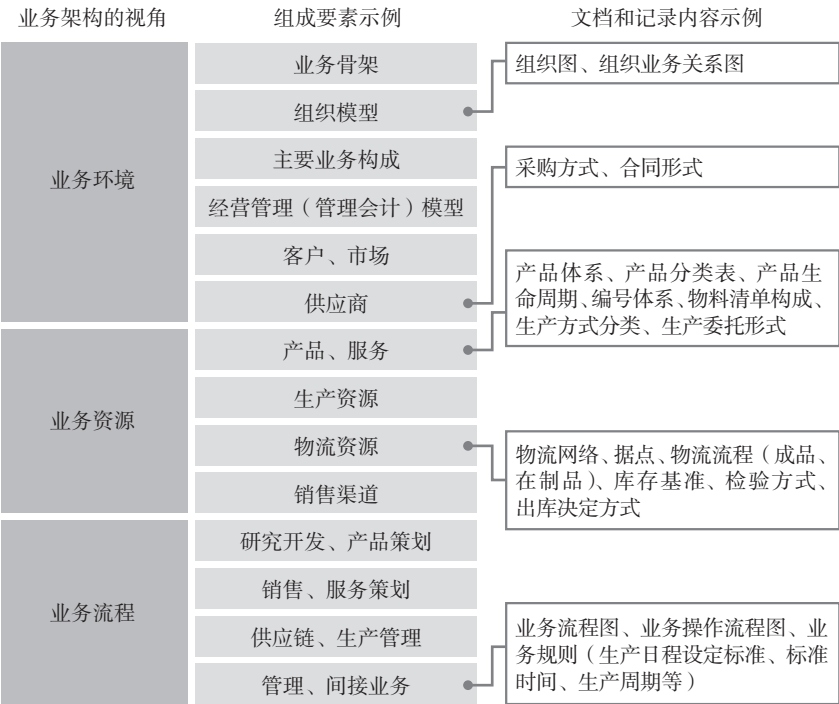 业务架构的视角
组成要素示例
文档和记录内容示例
业务环境
业务骨架
组织模型
主要业务构成
经营管理（管理会计）模型
客户、市场
供应商
业务资源
产品、服务
生产资源
物流资源
销售渠道
业务流程
研究开发、产品策划
销售、服务策划
供应链、生产管理
管理、间接业务
组织图、组织业务关系图
采购方式、合同形式
产品体系、产品分类表、产品生
命周期、编号体系、物料清单构成、
生产方式分类、生产委托形式
物流网络、据点、物流流程（成品、
在制品）、库存基准、检验方式、
出库决定方式
业务流程图、业务操作流程图、业
务规则（生产日程设定标准、标准
时间、生产周期等）